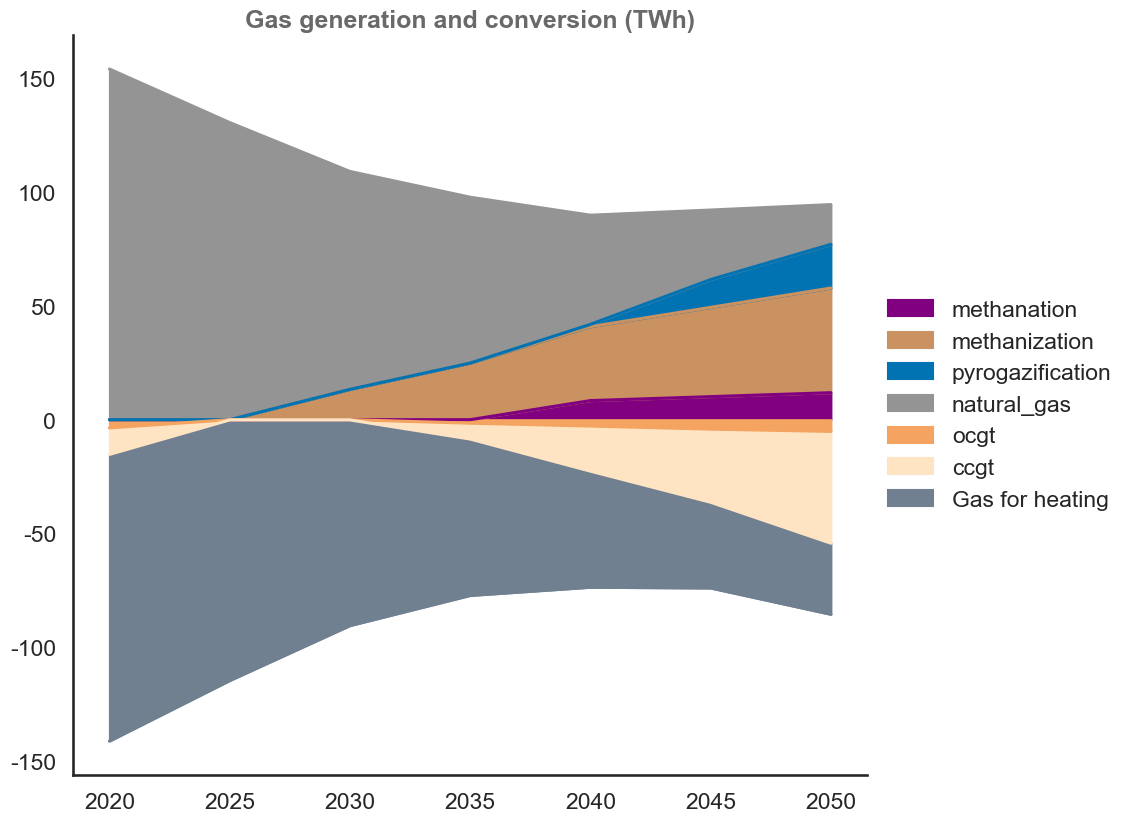 Gas generation and conversion (TWh)
150
100
50
0
-50
-100
-150
2020 2025 2030 2035 2040 2045 2050
methanation
methanization
pyrogazification
natural_gas
ocgt
ccgt
Gas for heating